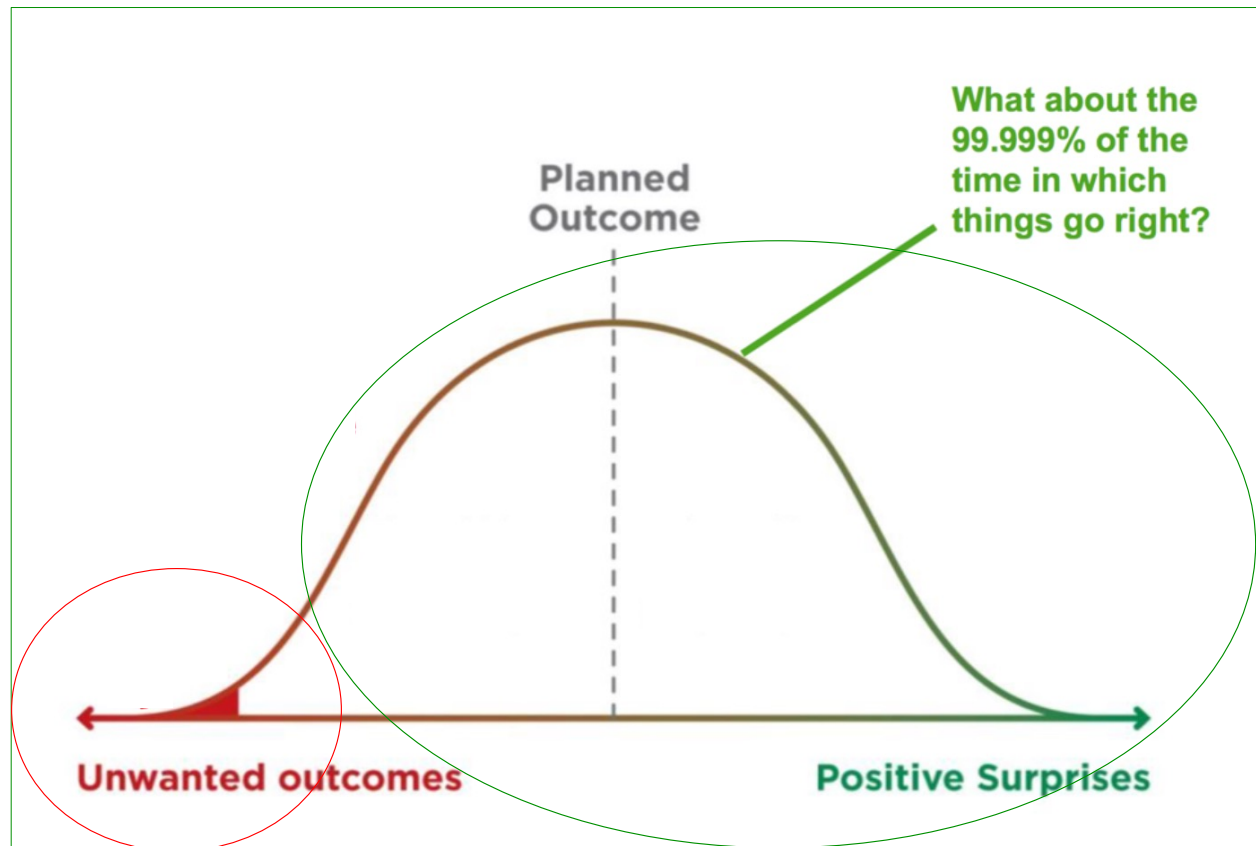 What about the
99.999% of the
time in which
things go right?
Planned
Outcome
Unwanted outcomes
Positive Surprises